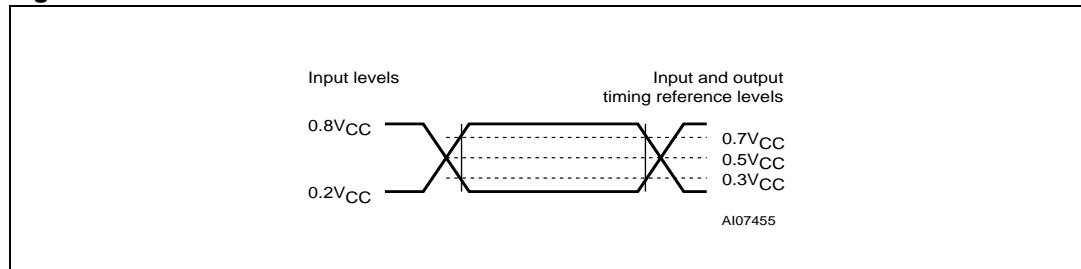 Input levels
Input and output
timing reference levels
0.8VCC
0.7VCC
0.5VCC
0.3VCC
0.2VCC
AI07455